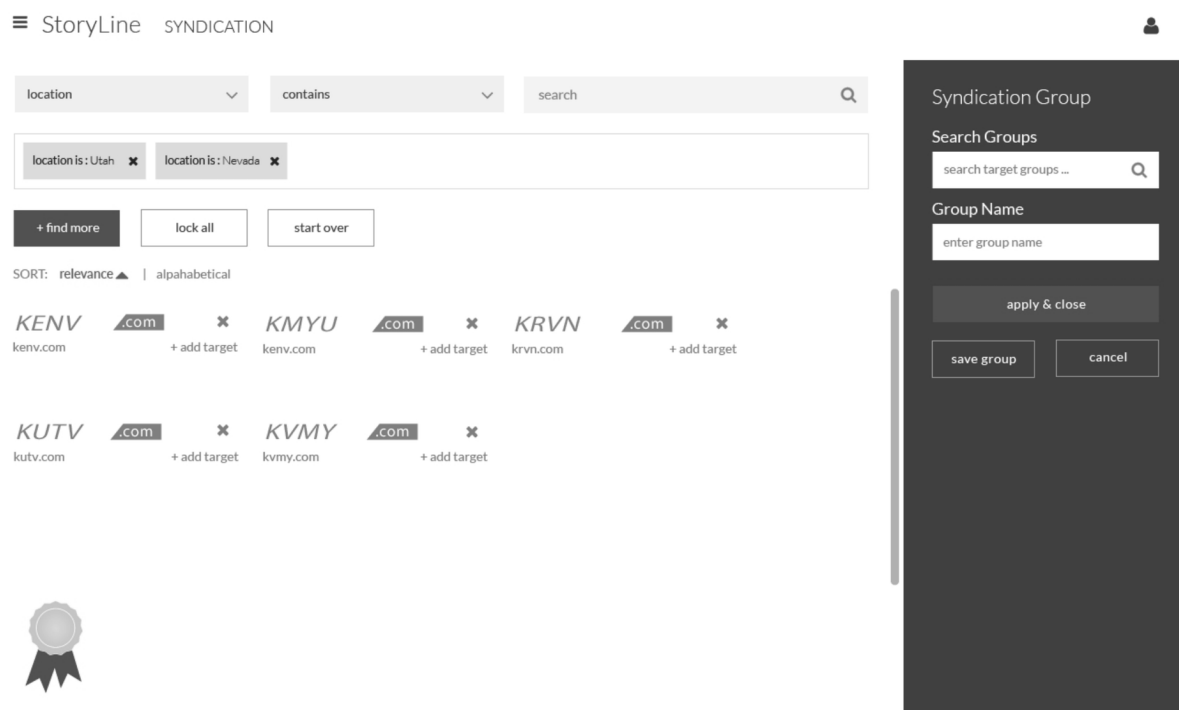 StoryLine SYNDICATION
location contains search
location is : Utah location is : Nevada
+ find more lock all start over
SORT: relevance | alpahabetical
KENV .com KMYU .com KRVN .com
kenv.com + add target kenv.com + add target krvn.com + add target
KUTV .com KVMY .com
kutv.com + add target kvmy.com + add target
Syndication Group
Search Groups
search target groups ...
Group Name
enter group name
apply & close
save group cancel